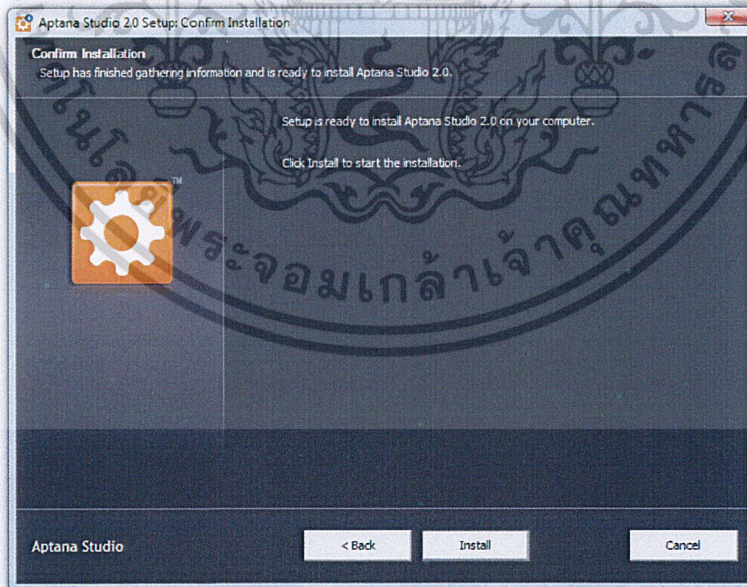 Aptana Studio 2.0 Setup: Confirm Installation
Confirm Installation
Setup has finished gathering information and is ready to install Aptana Studio 2.0.
Setup is ready to install Aptana Studio 2.0 on your computer.
Click Install to start the installation.
TM
พระจอมเกล้าเจ้าคุณทหารล
Aptana Studio
< Back
Install
Cancel